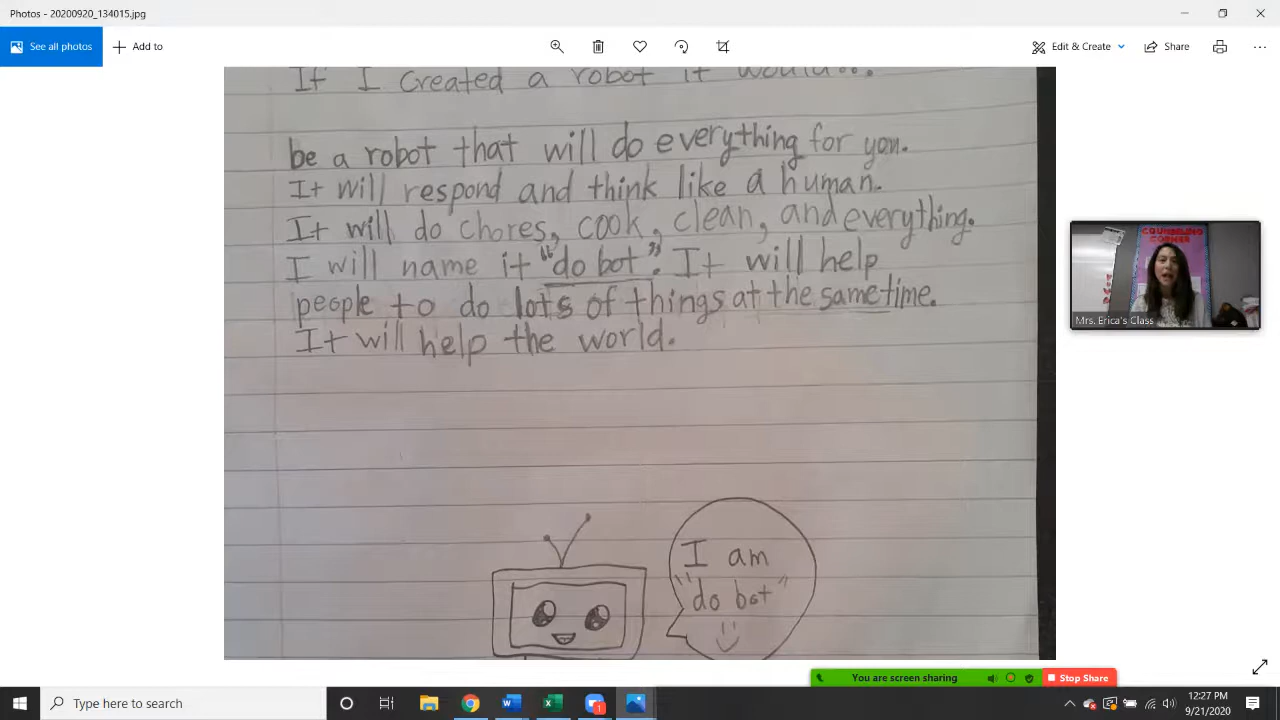 Photos - 20200920_134015.jpg
See all photos
Add to
Edit & Create
Share
If I created a robot it would...
be a robot that will do everything for you.
It will respond and think like a human.
It will do chores, cook, clean, and everything.
I will name it "do bot". It will help
people to do lots of things at the same time.
It will help the world.
I am
"do bot"
COUNSELING
CORNER
Mrs. Erica's Class
You are screen sharing
Stop Share
Type here to search
12:27 PM
9/21/2020